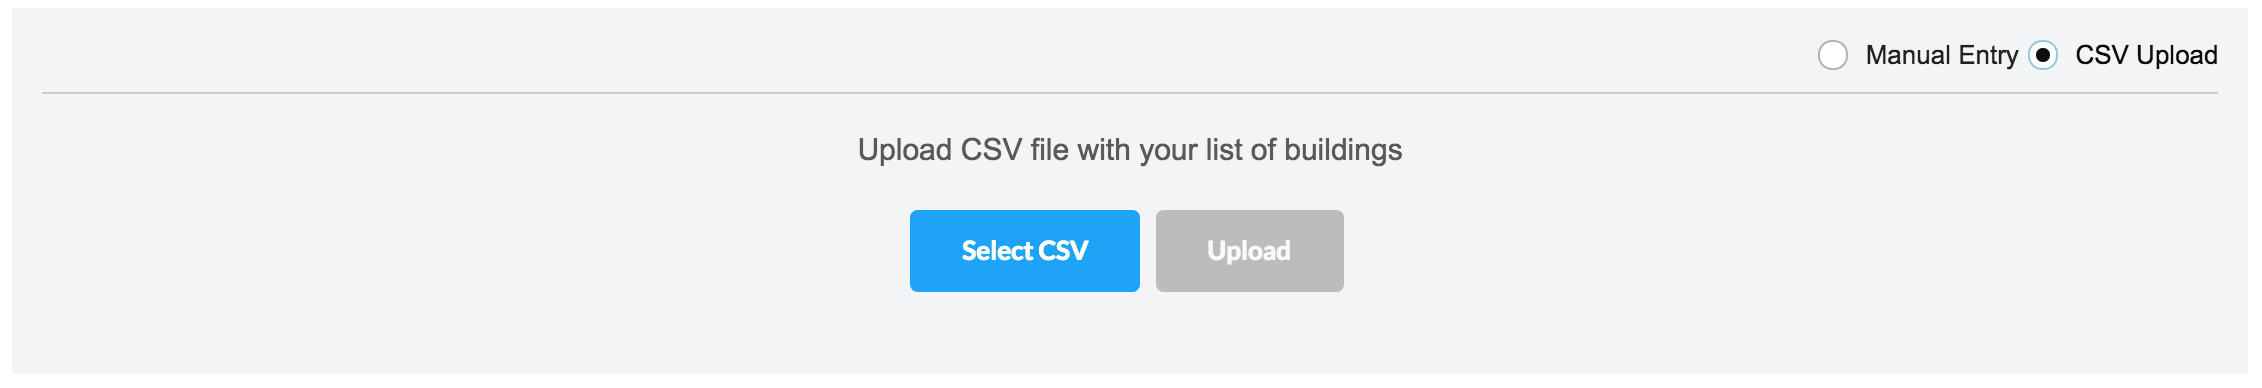 Manual Entry CSV Upload
Upload CSV file with your list of buildings
Select CSV Upload